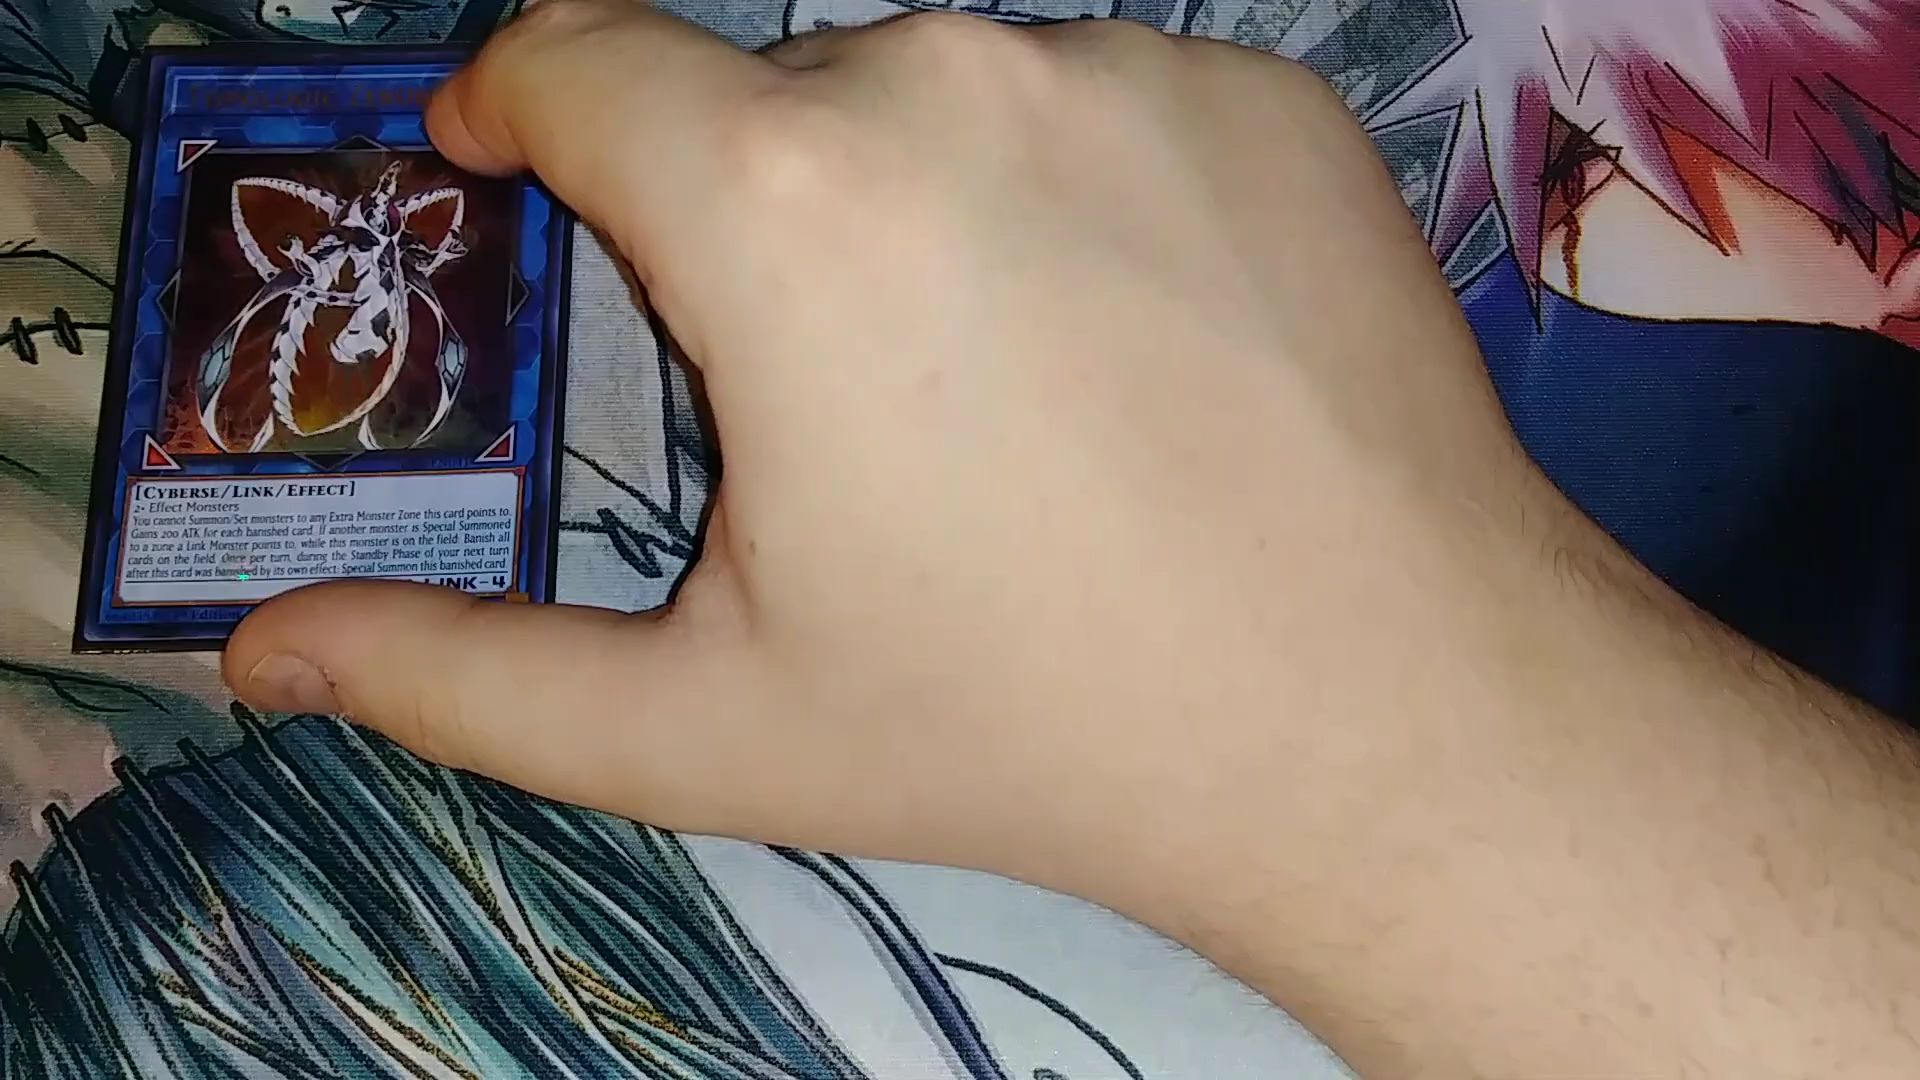 TOPOLOGIC ZERO
[CYBERSE/LINK/EFFECT]
2+ Effect Monsters
You cannot Summon/Set monsters to any Extra Monster Zone this card points to.
Gains 200 ATK for each banished card. If another monster is Special Summoned
to a zone a Link Monster points to, while this monster is on the field: Banish all
cards on the field. Once per turn, during the Standby Phase of your next turn
after this card was banished by its own effect: Special Summon this banished card.
LINK-4
Edition